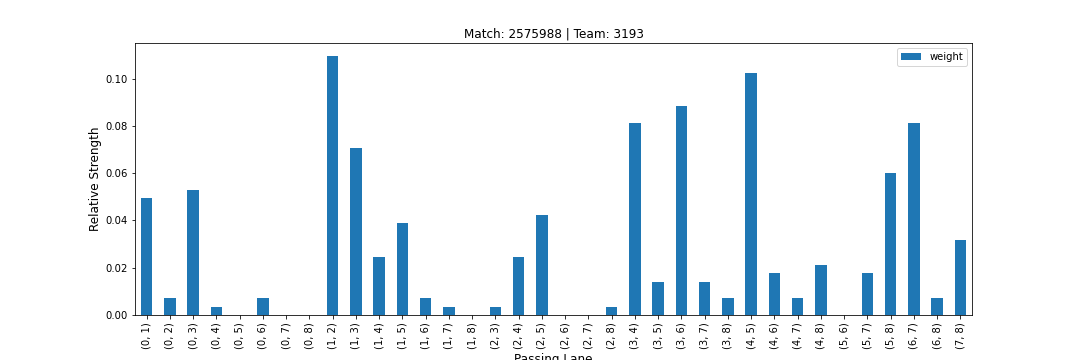 Match: 2575988 | Team: 3193
weight
Relative Strength
0.10
0.08
0.06
0.04
0.02
0.00
(0, 1) (0, 2) (0, 3) (0, 4) (0, 5) (0, 6) (0, 7) (0, 8) (1, 2) (1, 3) (1, 4) (1, 5) (1, 6) (1, 7) (1, 8) (2, 3) (2, 4) (2, 5) (2, 6) (2, 7) (2, 8) (3, 4) (3, 5) (3, 6) (3, 7) (3, 8) (4, 5) (4, 6) (4, 7) (4, 8) (5, 6) (5, 7) (5, 8) (6, 7) (6, 8) (7, 8)
Passing Lane